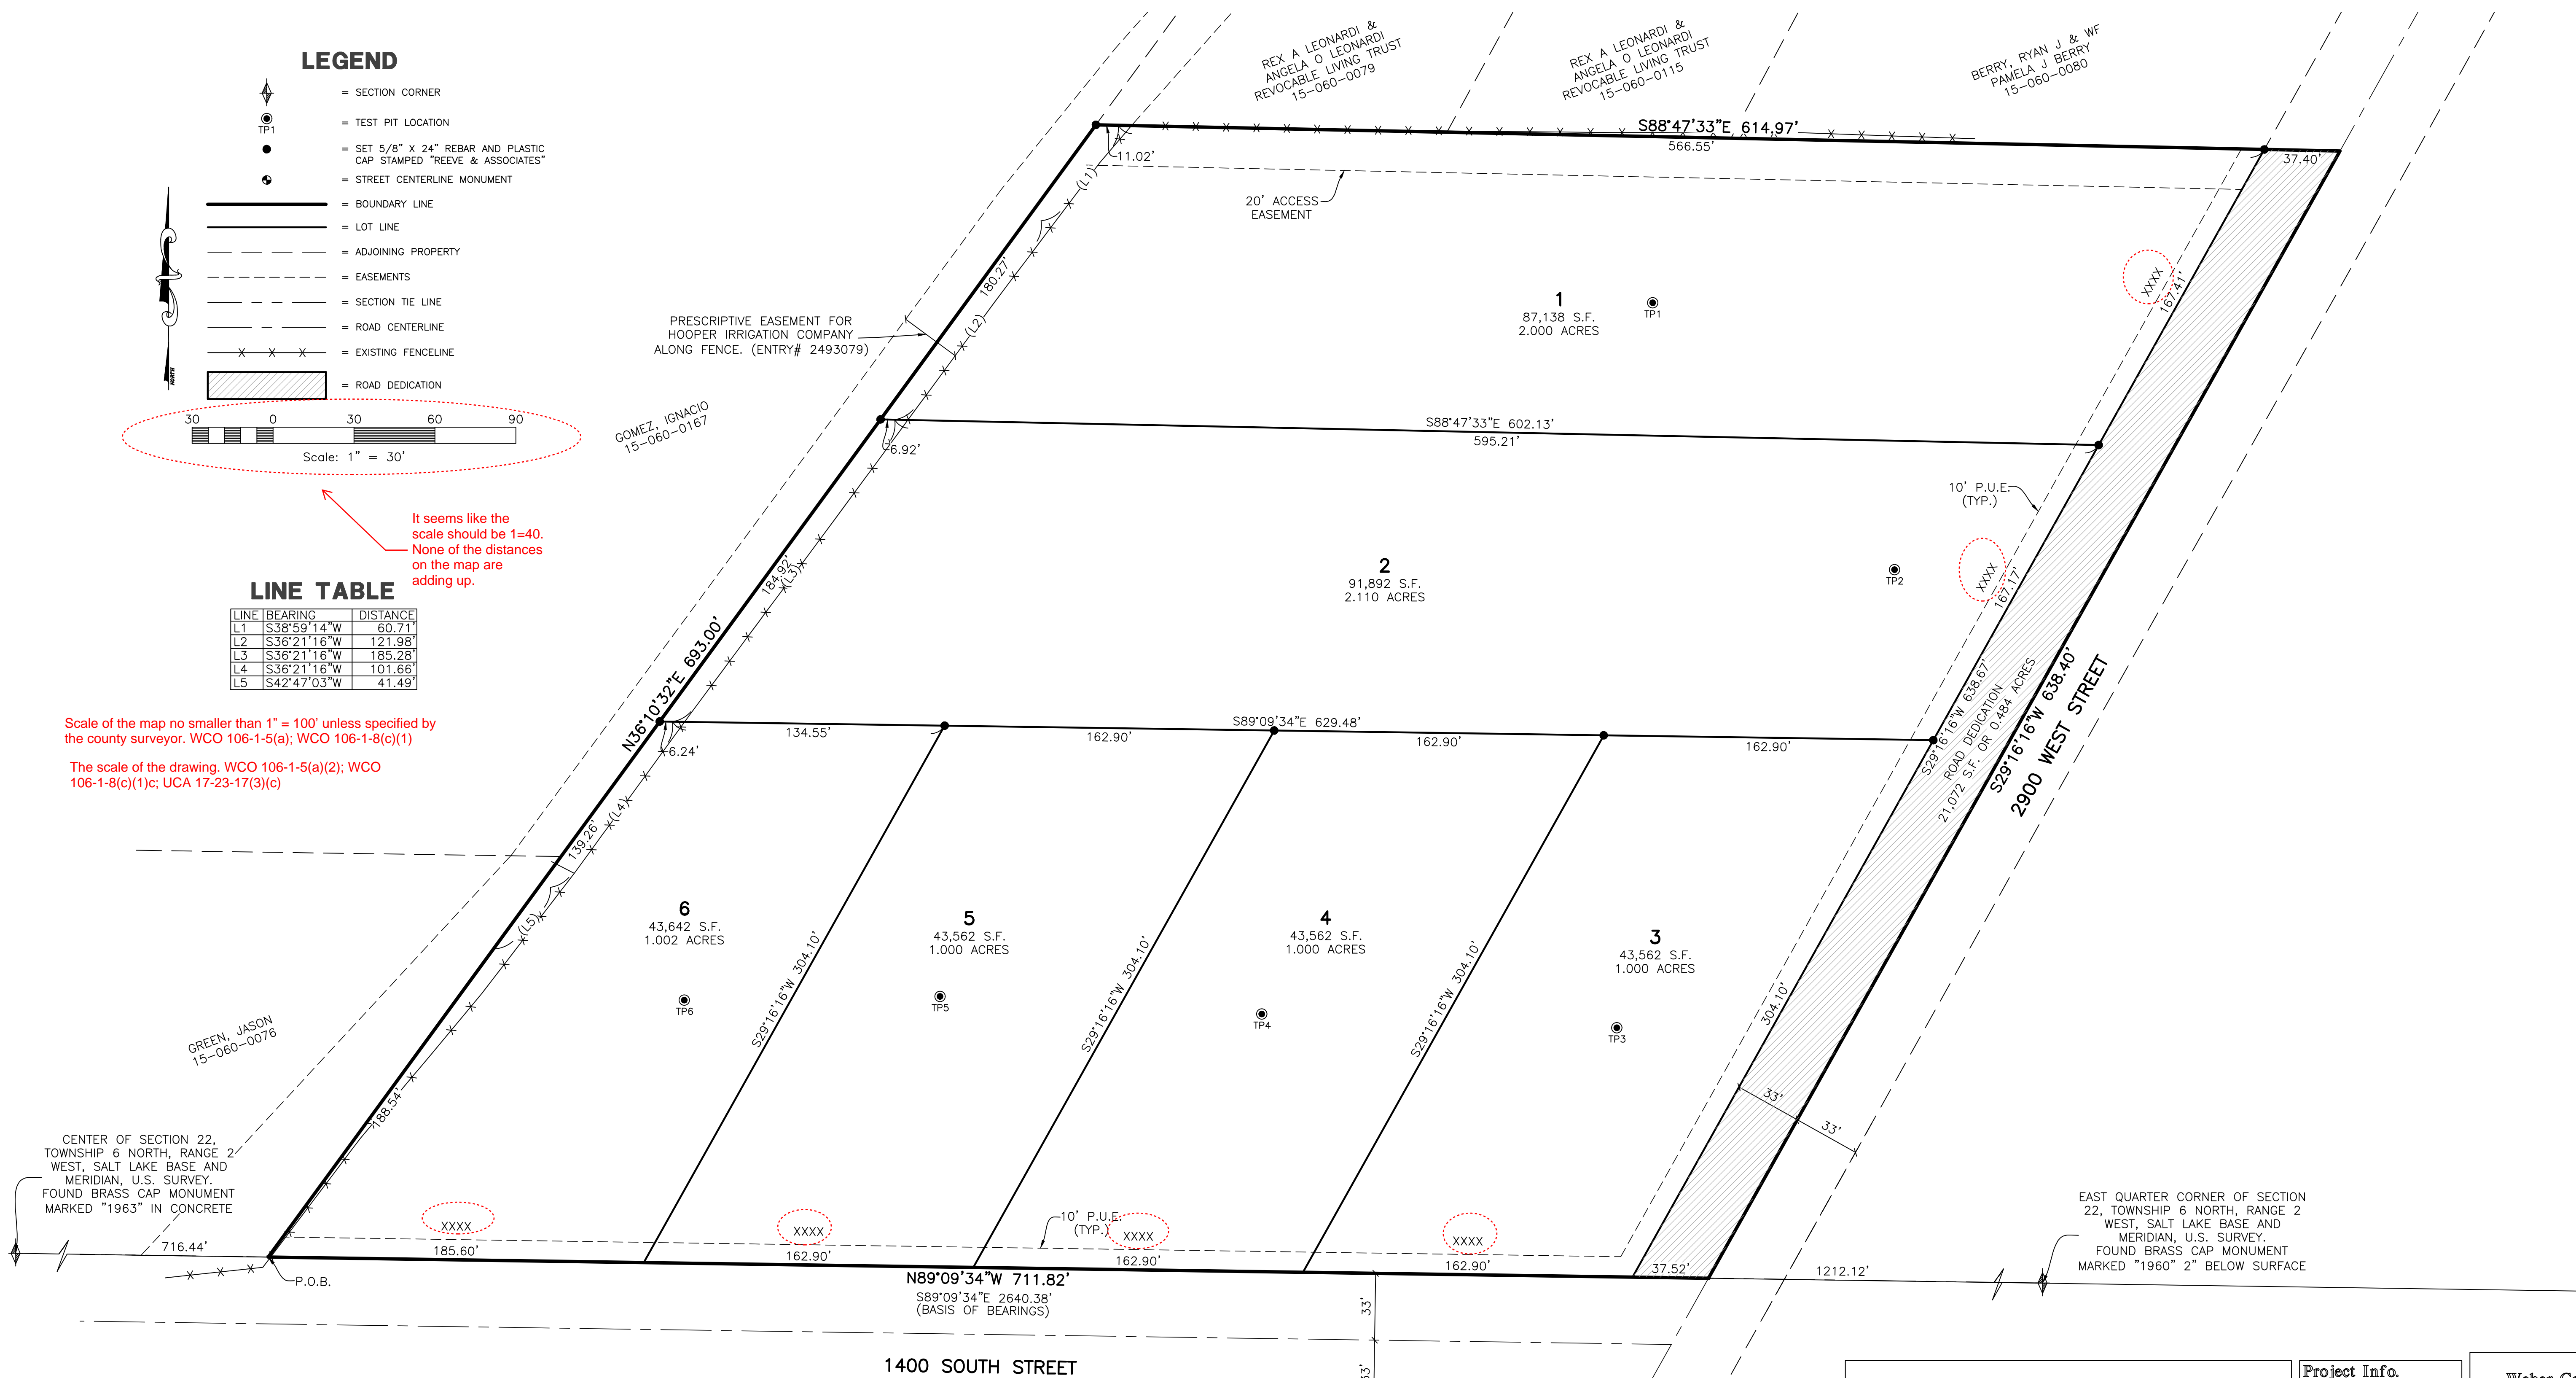 LEGEND
= SECTION CORNER
TP1
= TEST PIT LOCATION
= SET 5/8" X 24" REBAR AND PLASTIC
CAP STAMPED "REEVE & ASSOCIATES"
= STREET CENTERLINE MONUMENT
= BOUNDARY LINE
= LOT LINE
= ADJOINING PROPERTY
= EASEMENTS
= SECTION TIE LINE
= ROAD CENTERLINE
X X X = EXISTING FENCELINE
= ROAD DEDICATION
NORTH
30 0 30 60 90
Scale: 1" = 30'
It seems like the
scale should be 1=40.
None of the distances
on the map are
adding up.
LINE TABLE
LINE BEARING DISTANCE
L1 S38°59'14"W 60.71'
L2 S36°21'16"W 121.98'
L3 S36°21'16"W 185.28'
L4 S36°21'16"W 101.66'
L5 S42°47'03"W 41.49'
Scale of the map no smaller than 1" = 100' unless specified by
the county surveyor. WCO 106-1-5(a); WCO 106-1-8(c)(1)
The scale of the drawing. WCO 106-1-5(a)(2); WCO
106-1-8(c)(1)c; UCA 17-23-17(3)(c)
REX A LEONARDI &
ANGELA O LEONARDI
REVOCABLE LIVING TRUST
15-060-0079
REX A LEONARDI &
ANGELA O LEONARDI
REVOCABLE LIVING TRUST
15-060-0115
BERRY, RYAN J & WF
PAMELA J BERRY
15-060-0080
S88°47'33"E 614.97'
11.02'
566.55'
37.40'
20' ACCESS
EASEMENT
(L1)
180.27'
(L2)
PRESCRIPTIVE EASEMENT FOR
HOOPER IRRIGATION COMPANY
ALONG FENCE. (ENTRY# 2493079)
1
87,138 S.F.
2.000 ACRES
TP1
XXXX
167.41'
GOMEZ, IGNACIO
15-060-0167
S88°47'33"E 602.13'
6.92'
595.21'
10' P.U.E.
(TYP.)
184.92'
(L3)
2
91,892 S.F.
2.110 ACRES
TP2
XXXX
167.17'
N36°10'32"E 693.00'
S89°09'34"E 629.48'
6.24'
134.55'
162.90'
162.90'
162.90'
S29°16'16"W 638.67'
ROAD DEDICATION
21,072 S.F. OR 0.484 ACRES
S29°16'16"W 638.40'
2900 WEST STREET
139.26'
(L4)
(L5)
6
43,642 S.F.
1.002 ACRES
5
43,562 S.F.
1.000 ACRES
4
43,562 S.F.
1.000 ACRES
3
43,562 S.F.
1.000 ACRES
S29°16'16"W 304.10'
S29°16'16"W 304.10'
S29°16'16"W 304.10'
304.10'
TP6
TP5
TP4
TP3
GREEN, JASON
15-060-0076
188.54'
33'
33'
CENTER OF SECTION 22,
TOWNSHIP 6 NORTH, RANGE 2
WEST, SALT LAKE BASE AND
MERIDIAN, U.S. SURVEY.
FOUND BRASS CAP MONUMENT
MARKED "1963" IN CONCRETE
716.44'
P.O.B.
XXXX
XXXX
XXXX
XXXX
10' P.U.E.
(TYP.)
185.60'
162.90'
162.90'
162.90'
37.52'
N89°09'34"W 711.82'
S89°09'34"E 2640.38'
(BASIS OF BEARINGS)
1212.12'
EAST QUARTER CORNER OF SECTION
22, TOWNSHIP 6 NORTH, RANGE 2
WEST, SALT LAKE BASE AND
MERIDIAN, U.S. SURVEY.
FOUND BRASS CAP MONUMENT
MARKED "1960" 2" BELOW SURFACE
33'
33'
1400 SOUTH STREET
Project Info.